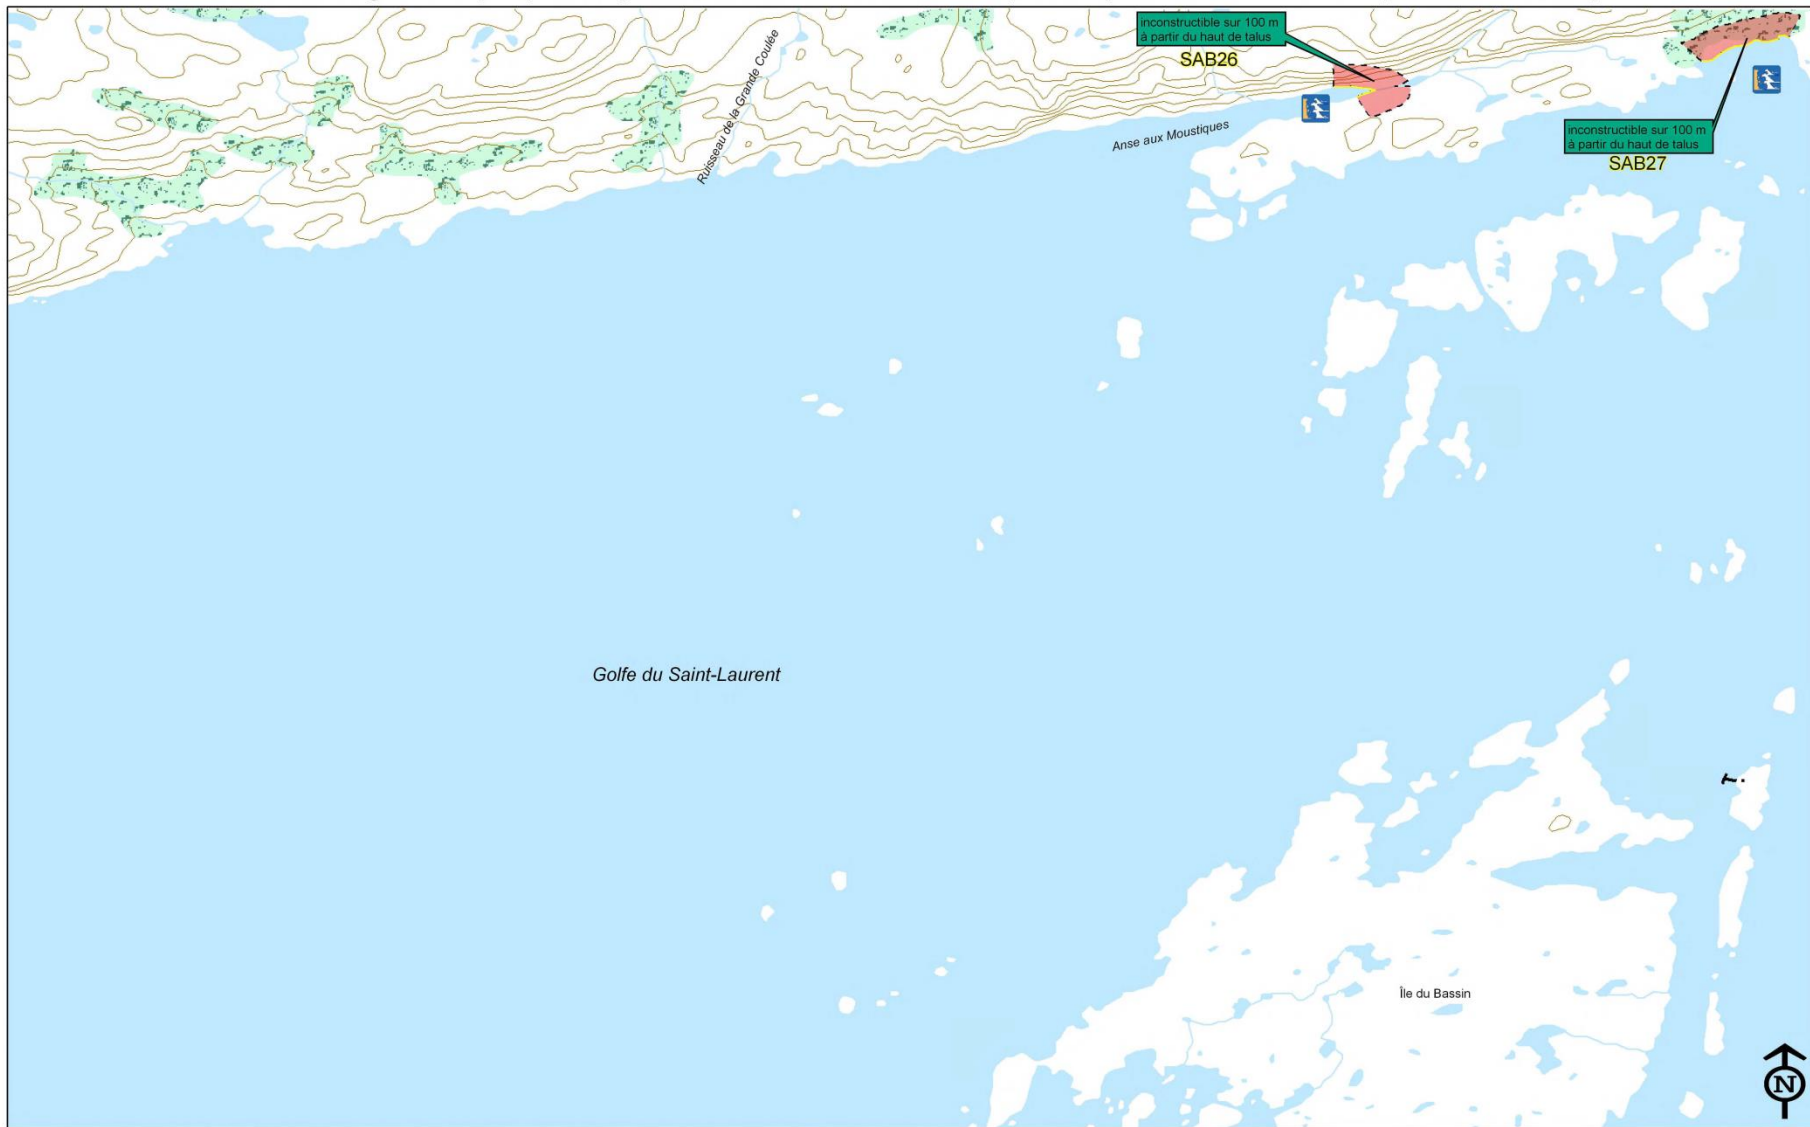 inconstructible sur 100 m
à partir du haut de talus
SAB26
Ruisseau de la Grande Coulée
Anse aux Moustiques
inconstructible sur 100 m
à partir du haut de talus
SAB27
Golfe du Saint-Laurent
Île du Bassin
N